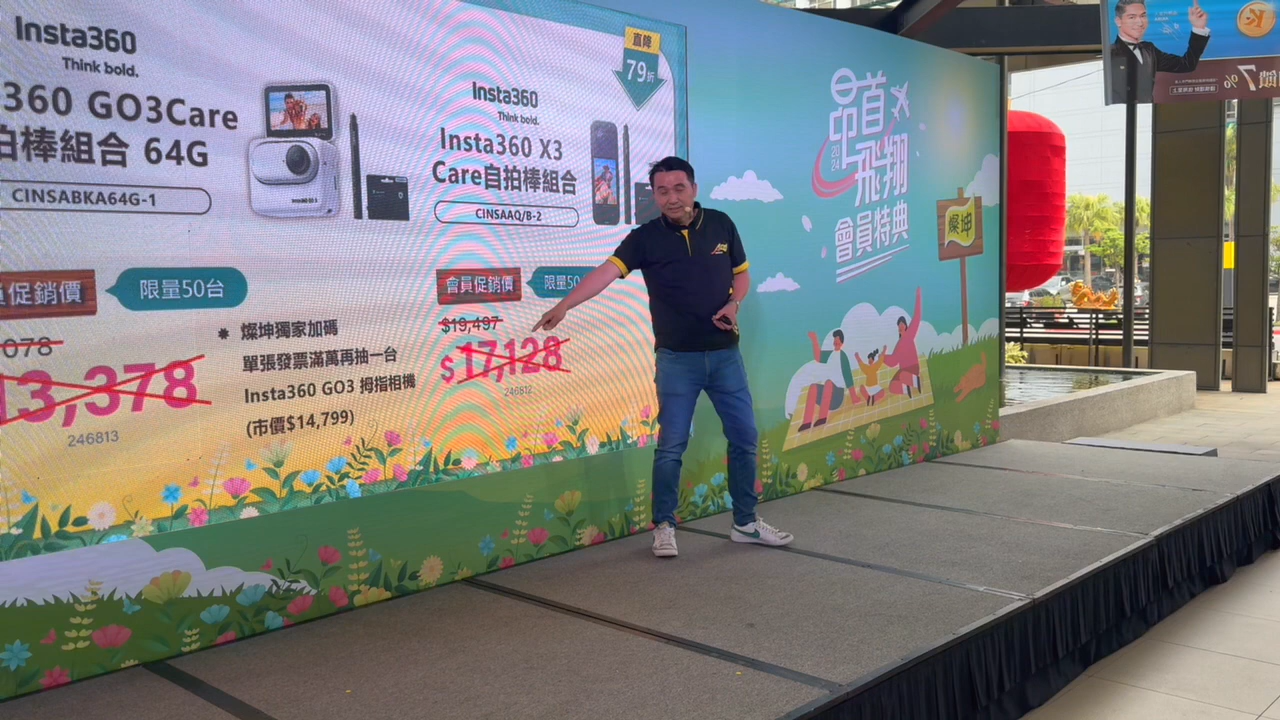 Insta360
Think bold.
360 GO3Care
拍棒組合 64G
CINSABKA64G-1
促銷價
限量50台
078
13,378
246813
✷ 燦坤獨家加碼
單張發票滿萬再抽一台
Insta360 GO3 拇指相機
(市價$14,799)
直降
79折
Insta360
Think bold.
Insta360 X3
Care自拍棒組合
CINSAAQ/B-2
會員促銷價
限量50
$19,497
$17,128
246812
昂首
2024
飛翔
會員特典
燦坤
7%